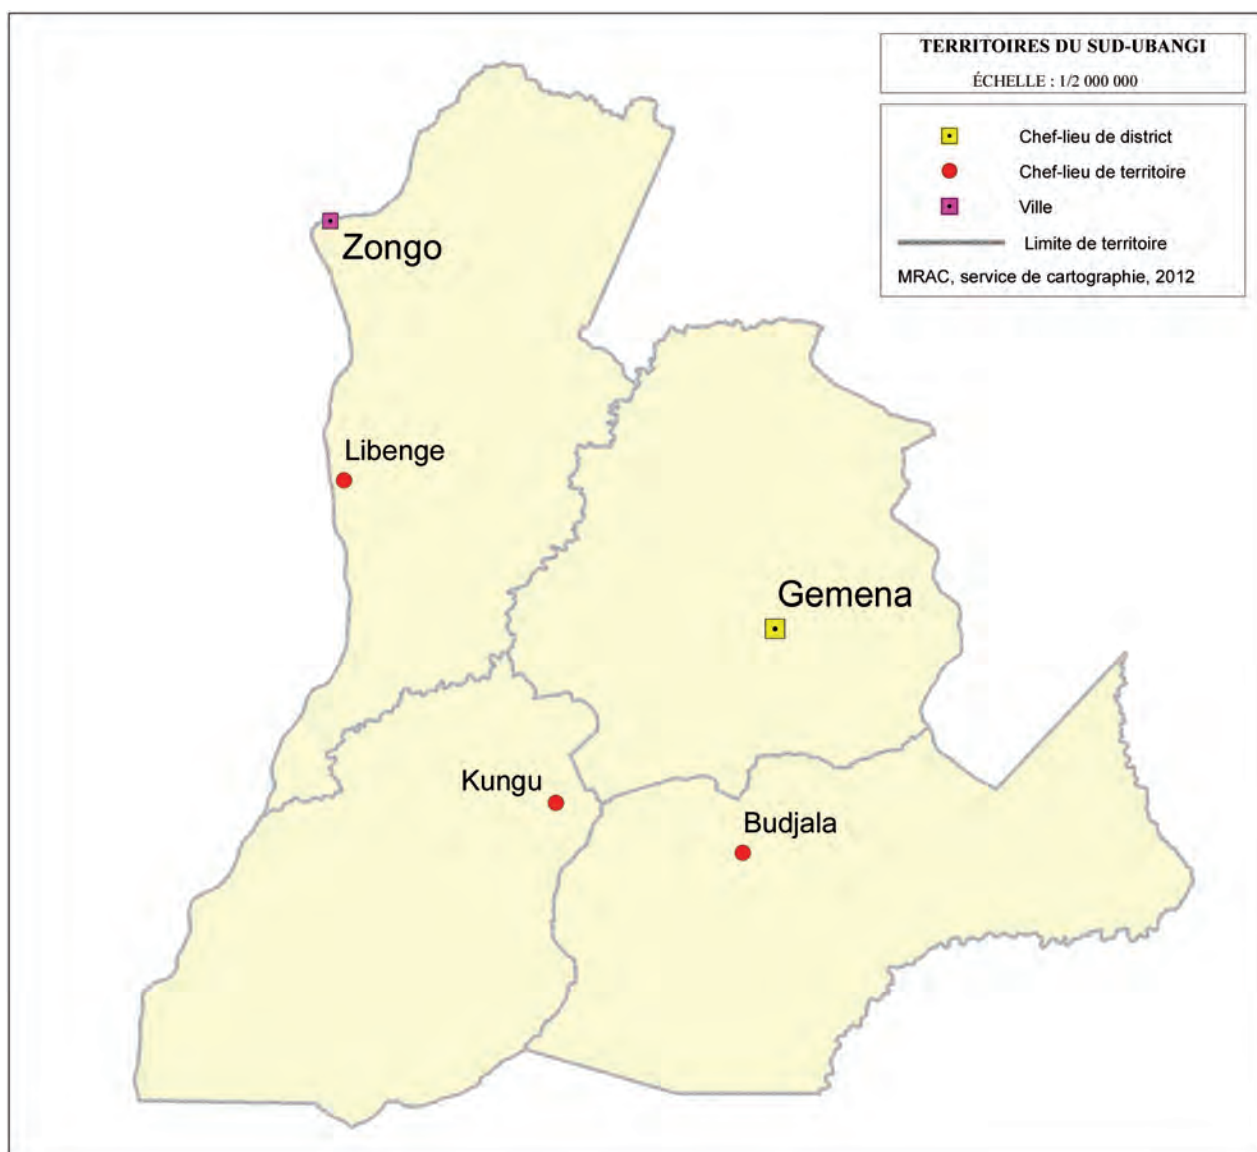 TERRITOIRES DU SUD-UBANGI
ÉCHELLE : 1/2 000 000
Chef-lieu de district
Chef-lieu de territoire
Ville
Limite de territoire
MRAC, service de cartographie, 2012
Zongo
Libenge
Gemena
Kungu
Budjala